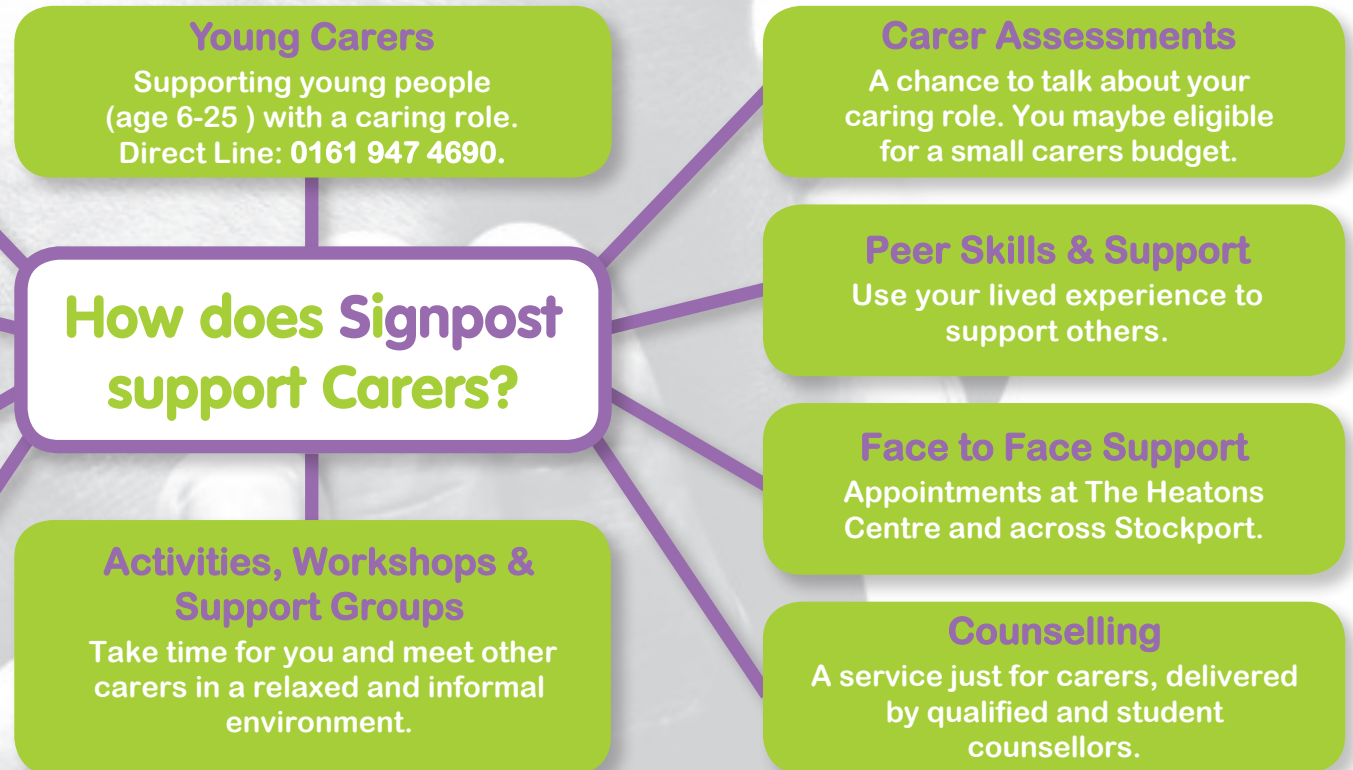 Young Carers
Supporting young people
(age 6-25 ) with a caring role.
Direct Line: 0161 947 4690.
Carer Assessments
A chance to talk about your
caring role. You maybe eligible
for a small carers budget.
How does Signpost
support Carers?
Peer Skills & Support
Use your lived experience to
support others.
Face to Face Support
Appointments at The Heatons
Centre and across Stockport.
Activities, Workshops &
Support Groups
Take time for you and meet other
carers in a relaxed and informal
environment.
Counselling
A service just for carers, delivered
by qualified and student
counsellors.